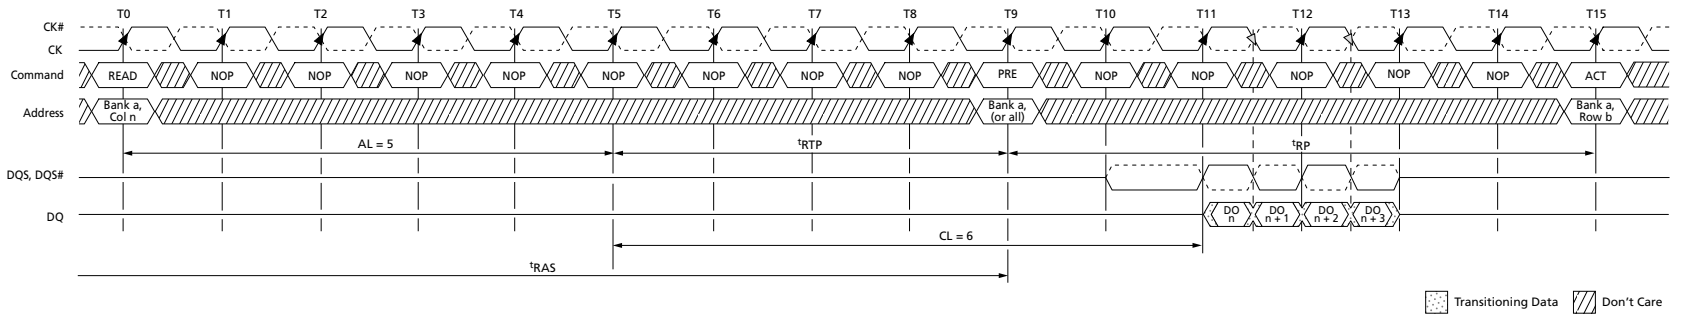 T0 T1 T2 T3 T4 T5 T6 T7 T8 T9 T10 T11 T12 T13 T14 T15
CK#
CK
Command READ NOP NOP NOP NOP NOP NOP NOP NOP PRE NOP NOP NOP NOP NOP ACT
Address Bank a, Col n Bank a, (or all) Bank a, Row b
AL = 5 tRTP tRP
DQS, DQS#
DQ DO n DO n + 1 DO n + 2 DO n + 3
CL = 6
tRAS
Transitioning Data Don't Care